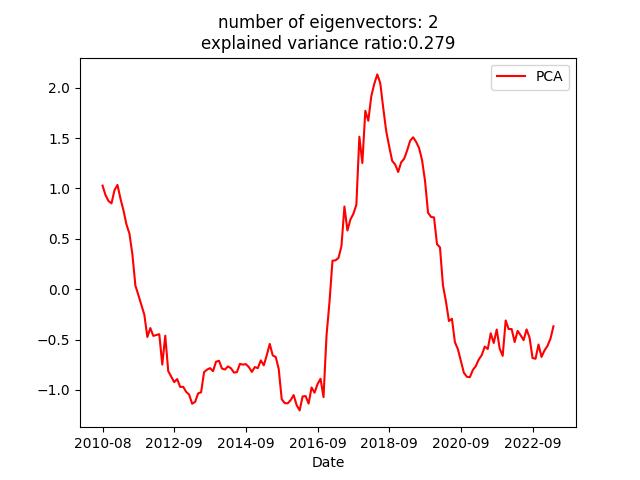 number of eigenvectors: 2
explained variance ratio:0.279
PCA
2.0
1.5
1.0
0.5
0.0
−0.5
−1.0
2010-08 2012-09 2014-09 2016-09 2018-09 2020-09 2022-09
Date